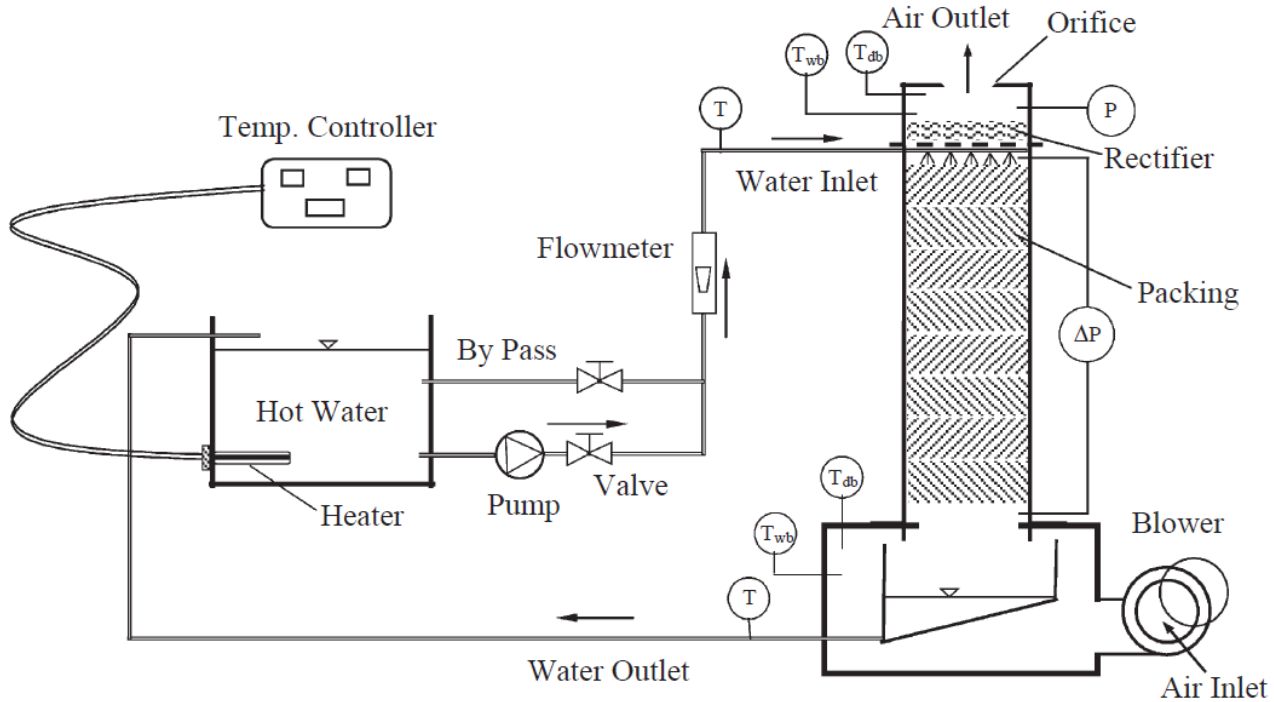 Air Outlet
Orifice
Twb
Tdb
T
P
Temp. Controller
Rectifier
Water Inlet
Flowmeter
Packing
ΔP
By Pass
Hot Water
Valve
Pump
Heater
Tdb
Twb
Blower
T
Water Outlet
Air Inlet